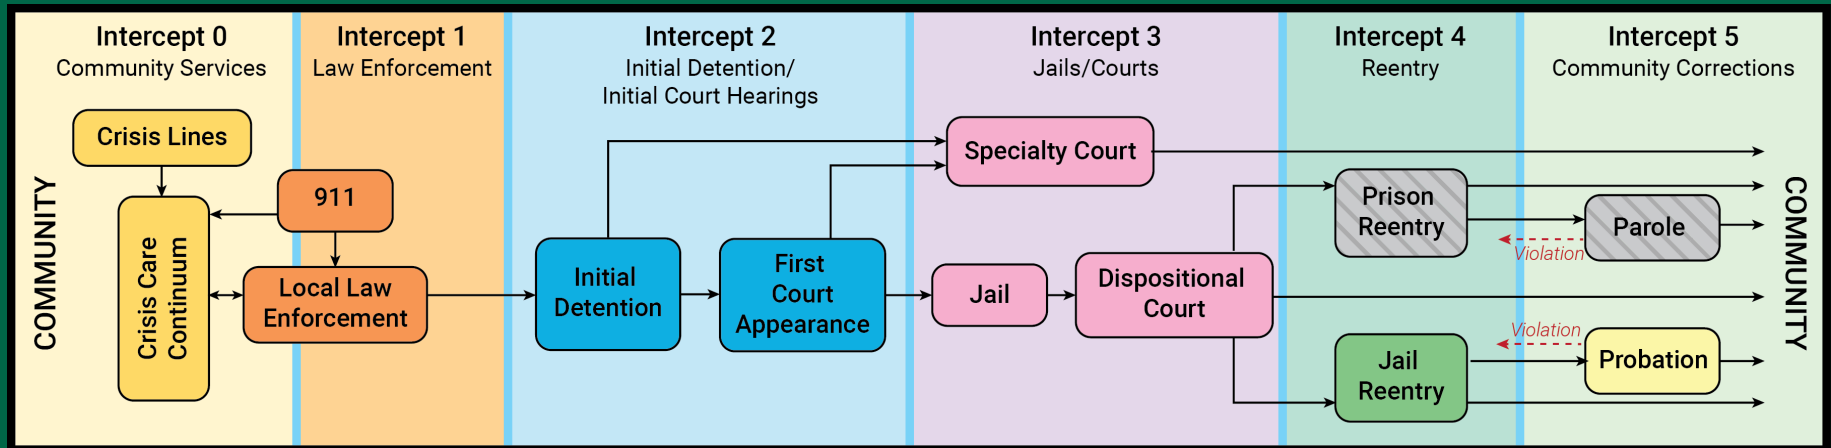 Intercept 0
Community Services
Intercept 1
Law Enforcement
Intercept 2
Initial Detention/
Initial Court Hearings
Intercept 3
Jails/Courts
Intercept 4
Reentry
Intercept 5
Community Corrections
COMMUNITY
Crisis Lines
Crisis Care
Continuum
911
Local Law
Enforcement
Initial
Detention
First
Court
Appearance
Specialty Court
Jail
Dispositional
Court
Prison
Reentry
Jail
Reentry
Parole
Violation
Violation
Probation
COMMUNITY